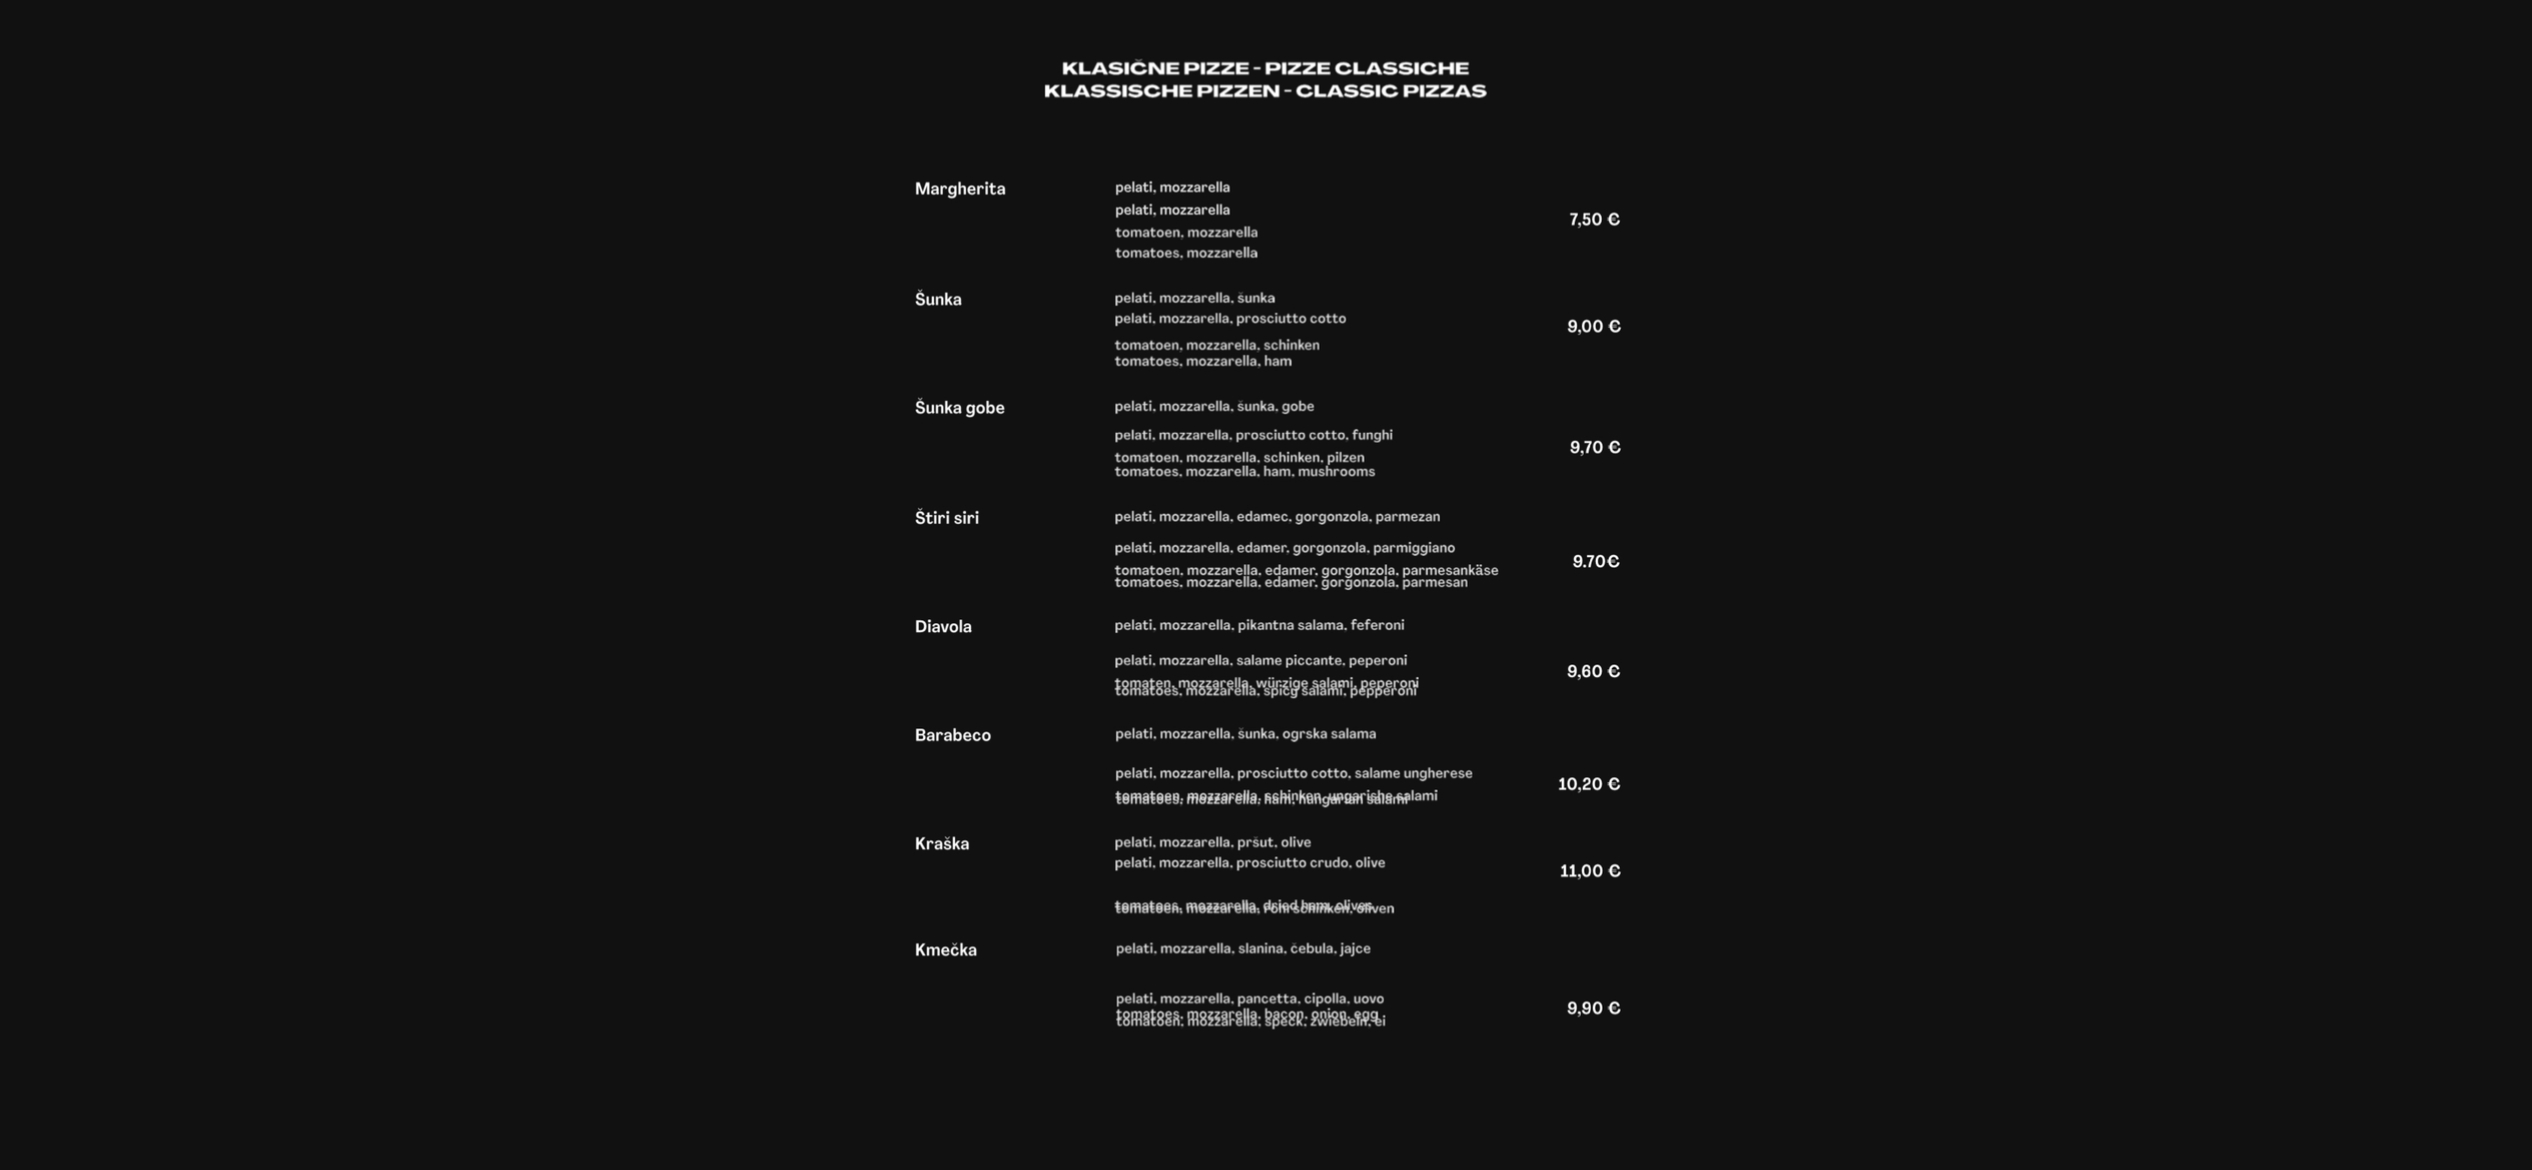 KLASIČNE PIZZE - PIZZE CLASSICHE
KLASSISCHE PIZZEN - CLASSIC PIZZAS
Margherita
pelati, mozzarella
pelati, mozzarella
tomatoen, mozzarella
tomatoes, mozzarella
7,50 €
Šunka
pelati, mozzarella, šunka
pelati, mozzarella, prosciutto cotto
tomatoen, mozzarella, schinken
tomatoes, mozzarella, ham
9,00 €
Šunka gobe
pelati, mozzarella, šunka, gobe
pelati, mozzarella, prosciutto cotto, funghi
tomatoen, mozzarella, schinken, pilzen
tomatoes, mozzarella, ham, mushrooms
9,70 €
Štiri siri
pelati, mozzarella, edamec, gorgonzola, parmezan
pelati, mozzarella, edamer, gorgonzola, parmiggiano
tomatoen, mozzarella, edamer, gorgonzola, parmesankäse
tomatoes, mozzarella, edamer, gorgonzola, parmesan
9.70€
Diavola
pelati, mozzarella, pikantna salama, feferoni
pelati, mozzarella, salame piccante, peperoni
tomaten, mozzarella, würzige salami, peperoni
tomatoes, mozzarella, spicy salami, pepperoni
9,60 €
Barabeco
pelati, mozzarella, šunka, ogrska salama
pelati, mozzarella, prosciutto cotto, salame ungherese
tomatoen, mozzarella, schinken, ungarishe salami
tomatoes, mozzarella, ham, hungarian salami
10,20 €
Kraška
pelati, mozzarella, pršut, olive
pelati, mozzarella, prosciutto crudo, olive
tomatoes, mozzarella, dried ham, olives
tomatoen, mozzarella, rohrschinken, oliven
11,00 €
Kmečka
pelati, mozzarella, slanina, čebula, jajce
pelati, mozzarella, pancetta, cipolla, uovo
tomatoes, mozzarella, bacon, onion, egg
tomatoen, mozzarella, speck, zwiebeln, ei
9,90 €